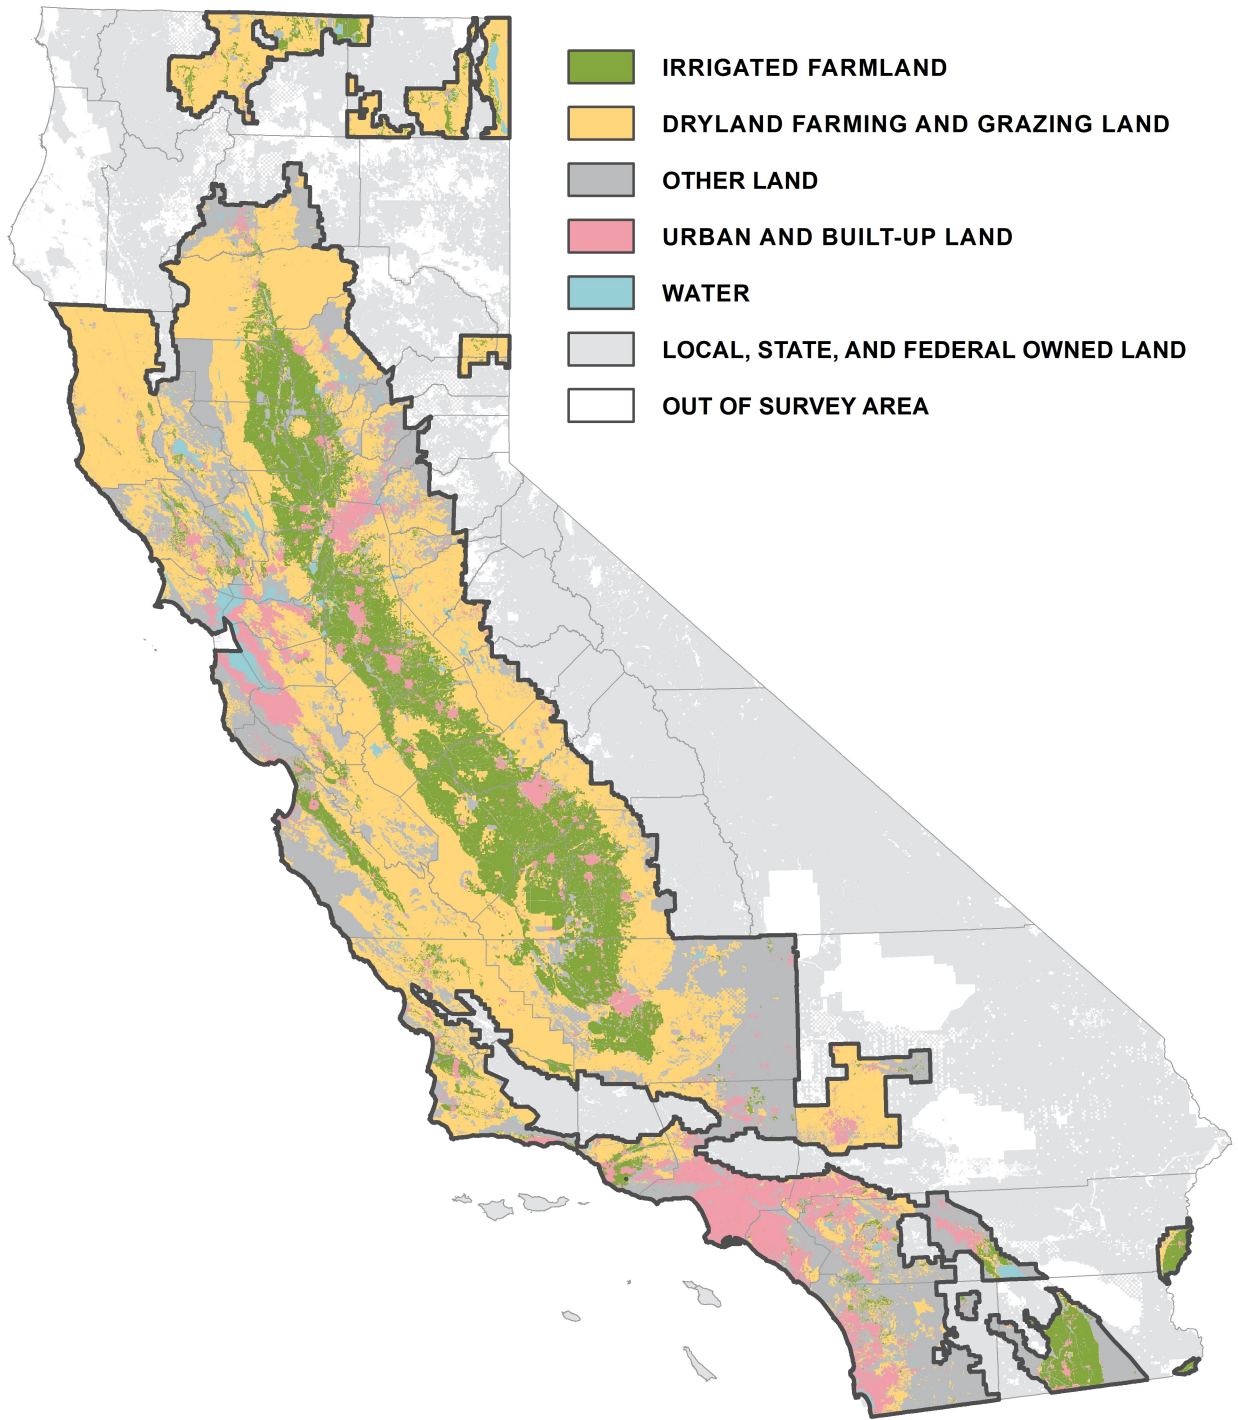 IRRIGATED FARMLAND
DRYLAND FARMING AND GRAZING LAND
OTHER LAND
URBAN AND BUILT-UP LAND
WATER
LOCAL, STATE, AND FEDERAL OWNED LAND
OUT OF SURVEY AREA